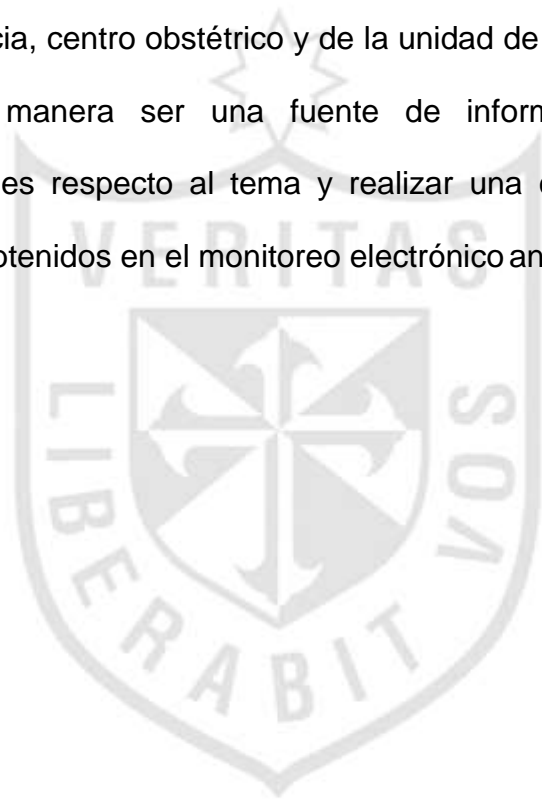 cia, centro obstétrico y de la unidad de
manera ser una fuente de inform
es respecto al tema y realizar una
otenidos en el monitoreo electrónico an
VERITAS
LIBERABIT
VOS